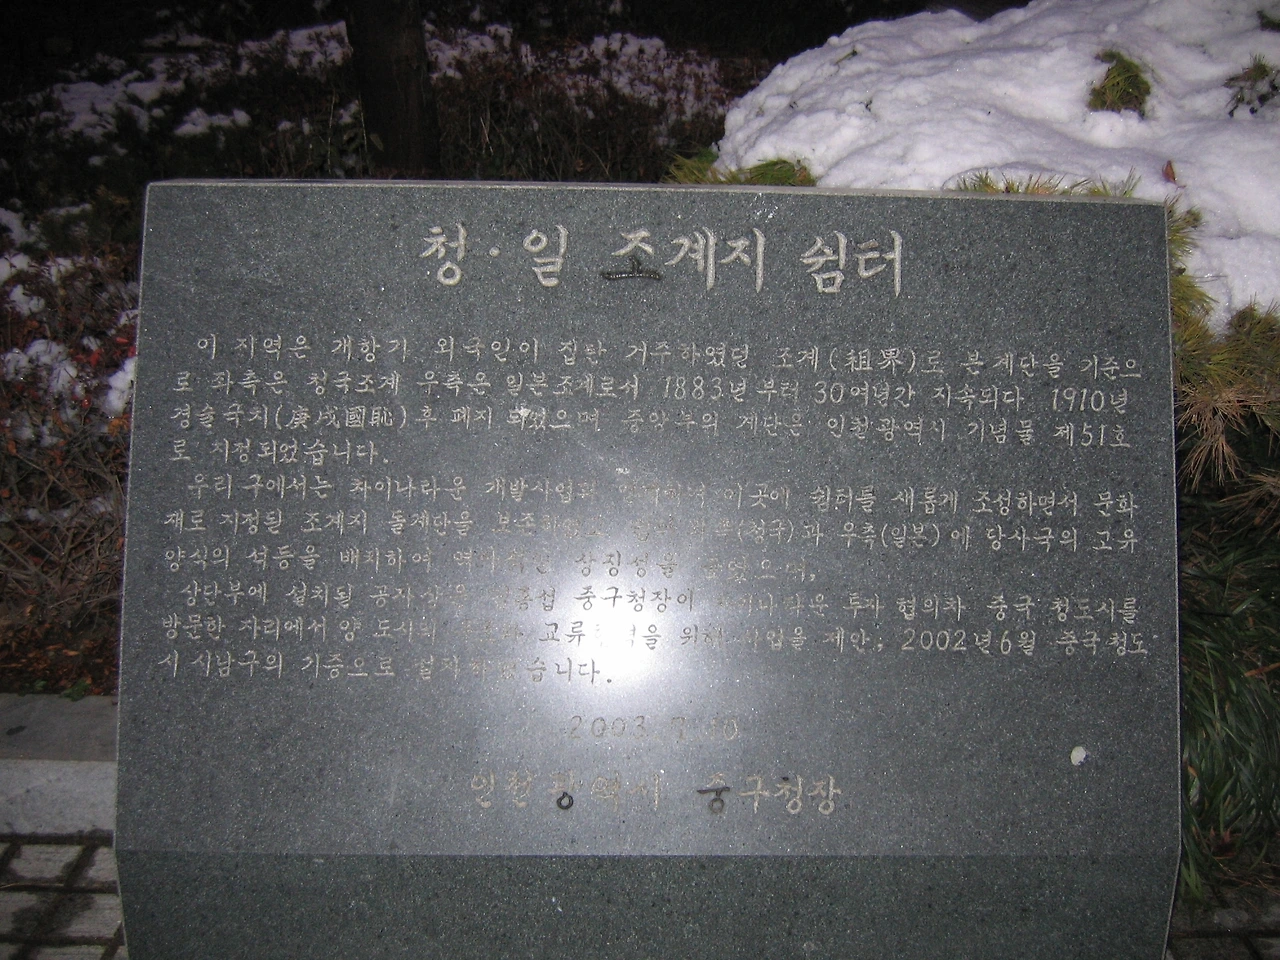 청·일 조계지 쉼터
이 지역은 개항기 외국인이 집단 거주하였던 조계(租界)로 본 계단을 기준으
로 좌측은 청국조계 우측은 일본조계로서 1883년 부터 30여년간 지속되다 1910년
경술국치(庚戌國恥)후 폐지 되었으며 중앙부의 계단은 인천광역시 기념물 제51호
로 지정되었습니다.
우리 구에서는 차이나타운 개발사업과 이곳에 쉼터를 새롭게 조성하면서 문화
재로 지정된 조계지 돌계단을 보존하였고 (청국)과 우측(일본)에 당사국의 고유
양식의 석등을 배치하여 상징성을
상단부에 설치될 공자상은 중구청장이 투자 협의차 중국 청도시를
방문한 자리에서 양 도시의 교류 을 위해 사업을 제안, 2002년6월 중국 청도
시 시남구의 기증으로 설치하였습니다.
2003.
인천광역시 중구청장